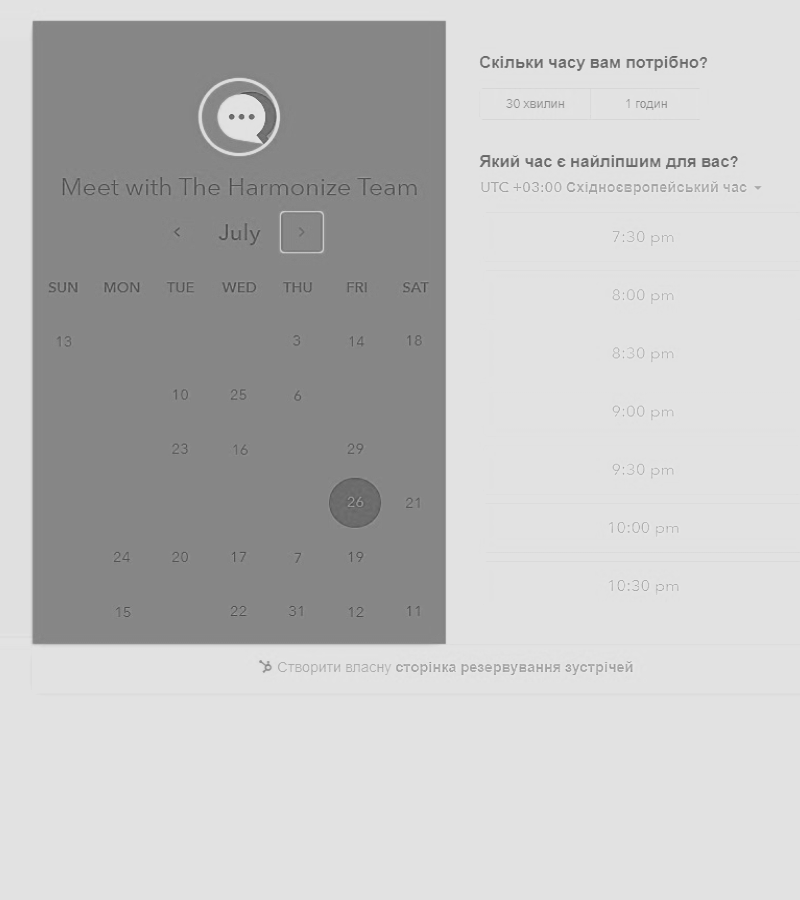 Meet with The Harmonize Team
July
SUN MON TUE WED THU FRI SAT
13 3 14 18
10 25 6
23 16 29
26 21
24 20 17 7 19
15 22 31 12 11
Скільки часу вам потрібно?
30 хвилин 1 годин
Який час є найліпшим для вас?
UTC +03:00 Східноєвропейський час
7:30 pm
8:00 pm
8:30 pm
9:00 pm
9:30 pm
10:00 pm
10:30 pm
Створити власну сторінка резервування зустрічей